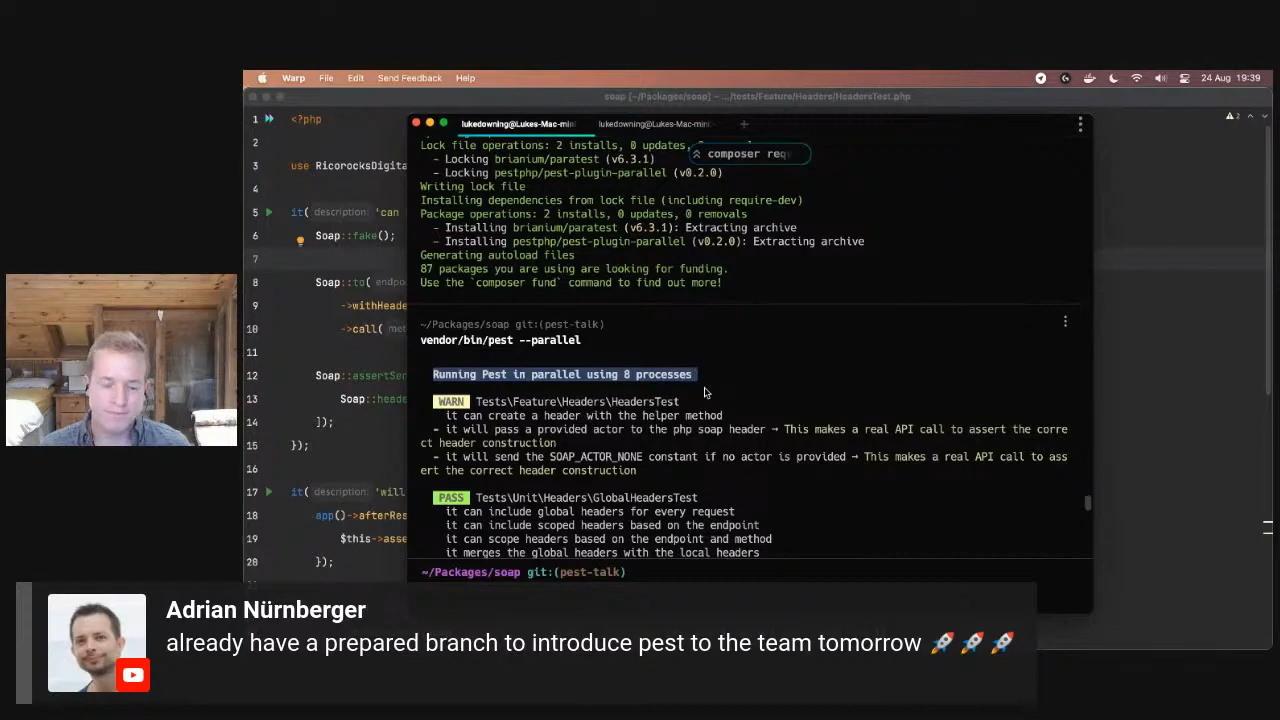 Warp File Edit Send Feedback Help
24 Aug 19:39
soap [~/Packages/soap] – .../tests/Feature/Headers/HeadersTest.php
lukedowning@Lukes-Mac-mini
lukedowning@Lukes-Mac-mini
1 <?php
2
3 use RicorocksDigita
4
5 it( description: 'can
6 Soap::fake();
7
8 Soap::to( endpo
9 ->withHeade
10 ->call( met
11
12 Soap::assertSen
13 Soap::heade
14 ]);
15 });
16
17 it( description: 'will
18 app()->afterRes
19 $this->asse
20 });
2
Lock file operations: 2 installs, 0 updates,
composer req
- Locking brianium/paratest (v6.3.1)
- Locking pestphp/pest-plugin-parallel (v0.2.0)
Writing lock file
Installing dependencies from lock file (including require-dev)
Package operations: 2 installs, 0 updates, 0 removals
- Installing brianium/paratest (v6.3.1): Extracting archive
- Installing pestphp/pest-plugin-parallel (v0.2.0): Extracting archive
Generating autoload files
87 packages you are using are looking for funding.
Use the `composer fund` command to find out more!
~/Packages/soap git:(pest-talk)
vendor/bin/pest --parallel
Running Pest in parallel using 8 processes
WARN Tests\Feature\Headers\HeadersTest
it can create a header with the helper method
- it will pass a provided actor to the php soap header → This makes a real API call to assert the corre
ct header construction
- it will send the SOAP_ACTOR_NONE constant if no actor is provided → This makes a real API call to ass
ert the correct header construction
PASS Tests\Unit\Headers\GlobalHeadersTest
it can include global headers for every request
it can include scoped headers based on the endpoint
it can scope headers based on the endpoint and method
it merges the global headers with the local headers
~/Packages/soap git:(pest-talk)
Adrian Nürnberger
already have a prepared branch to introduce pest to the team tomorrow 🚀🚀🚀